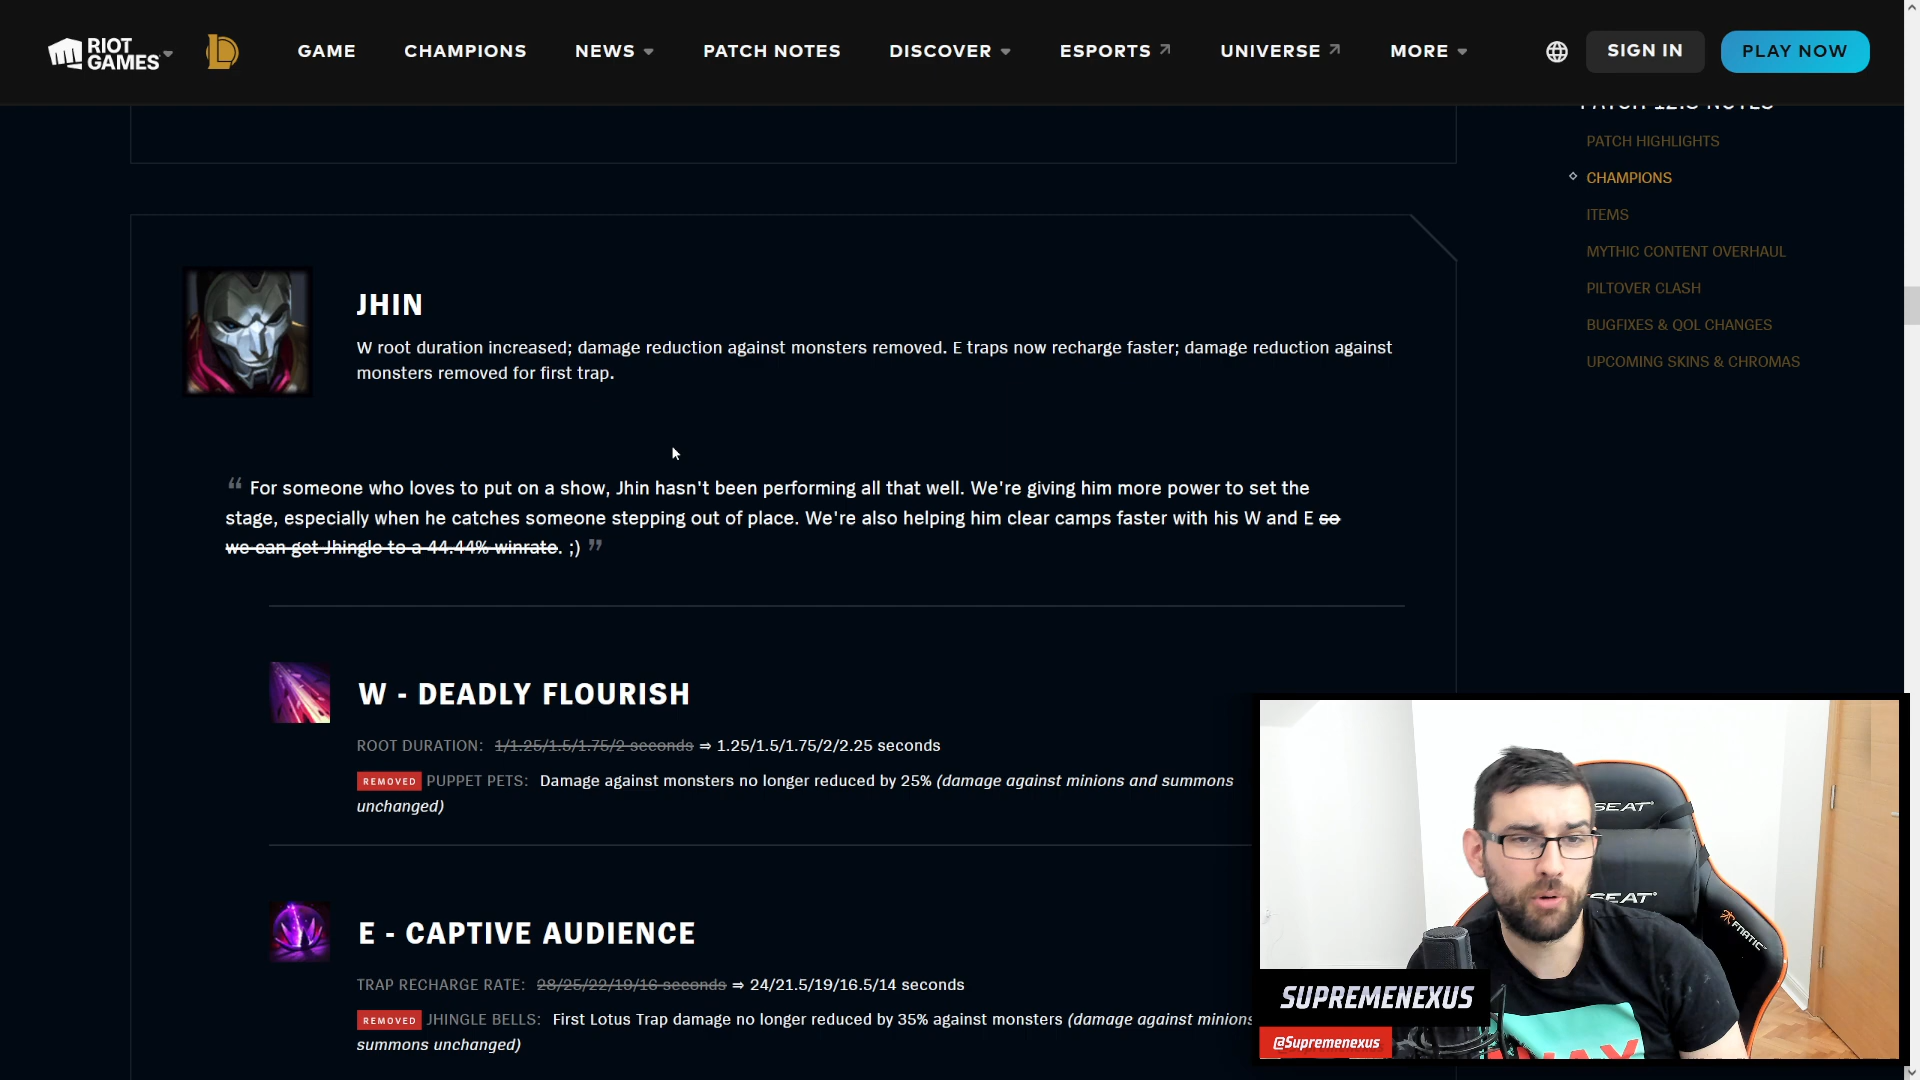 RIOT GAMES
GAME
CHAMPIONS
NEWS
PATCH NOTES
DISCOVER
ESPORTS
UNIVERSE
MORE
SIGN IN
PLAY NOW
PATCH 12.3 NOTES
PATCH HIGHLIGHTS
CHAMPIONS
ITEMS
MYTHIC CONTENT OVERHAUL
PILTOVER CLASH
BUGFIXES & QOL CHANGES
UPCOMING SKINS & CHROMAS
JHIN
W root duration increased; damage reduction against monsters removed. E traps now recharge faster; damage reduction against
monsters removed for first trap.
“ For someone who loves to put on a show, Jhin hasn't been performing all that well. We're giving him more power to set the
stage, especially when he catches someone stepping out of place. We're also helping him clear camps faster with his W and E so
we can get Jhingle to a 44.44% winrate. ;) ”
W - DEADLY FLOURISH
ROOT DURATION: 1/1.25/1.5/1.75/2 seconds ⇒ 1.25/1.5/1.75/2/2.25 seconds
REMOVED PUPPET PETS: Damage against monsters no longer reduced by 25% (damage against minions and summons
unchanged)
E - CAPTIVE AUDIENCE
TRAP RECHARGE RATE: 28/25/22/19/16 seconds ⇒ 24/21.5/19/16.5/14 seconds
REMOVED JHINGLE BELLS: First Lotus Trap damage no longer reduced by 35% against monsters (damage against minions
summons unchanged)
SEAT
SEAT
FNATIC
SUPREMENEXUS
@Supremenexus